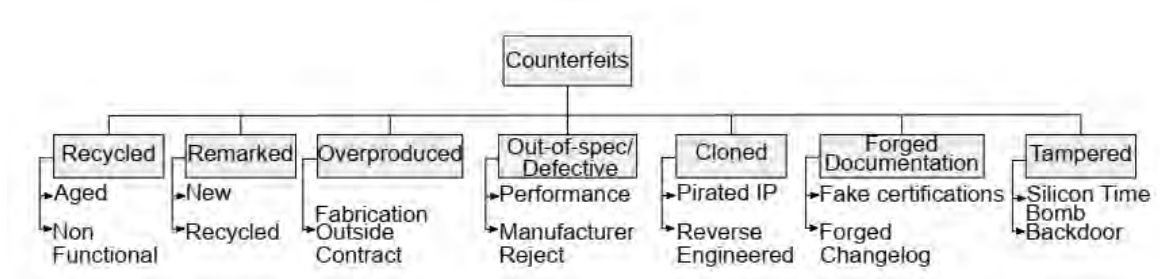 Counterfeits
Recycled
Aged
Non
Functional
Remarked
New
Recycled
Overproduced
Fabrication
Outside
Contract
Out-of-spec/
Defective
Performance
Manufacturer
Reject
Cloned
Pirated IP
Reverse
Engineered
Forged
Documentation
Fake certifications
Forged
Changelog
Tampered
Silicon Time
Bomb
Backdoor